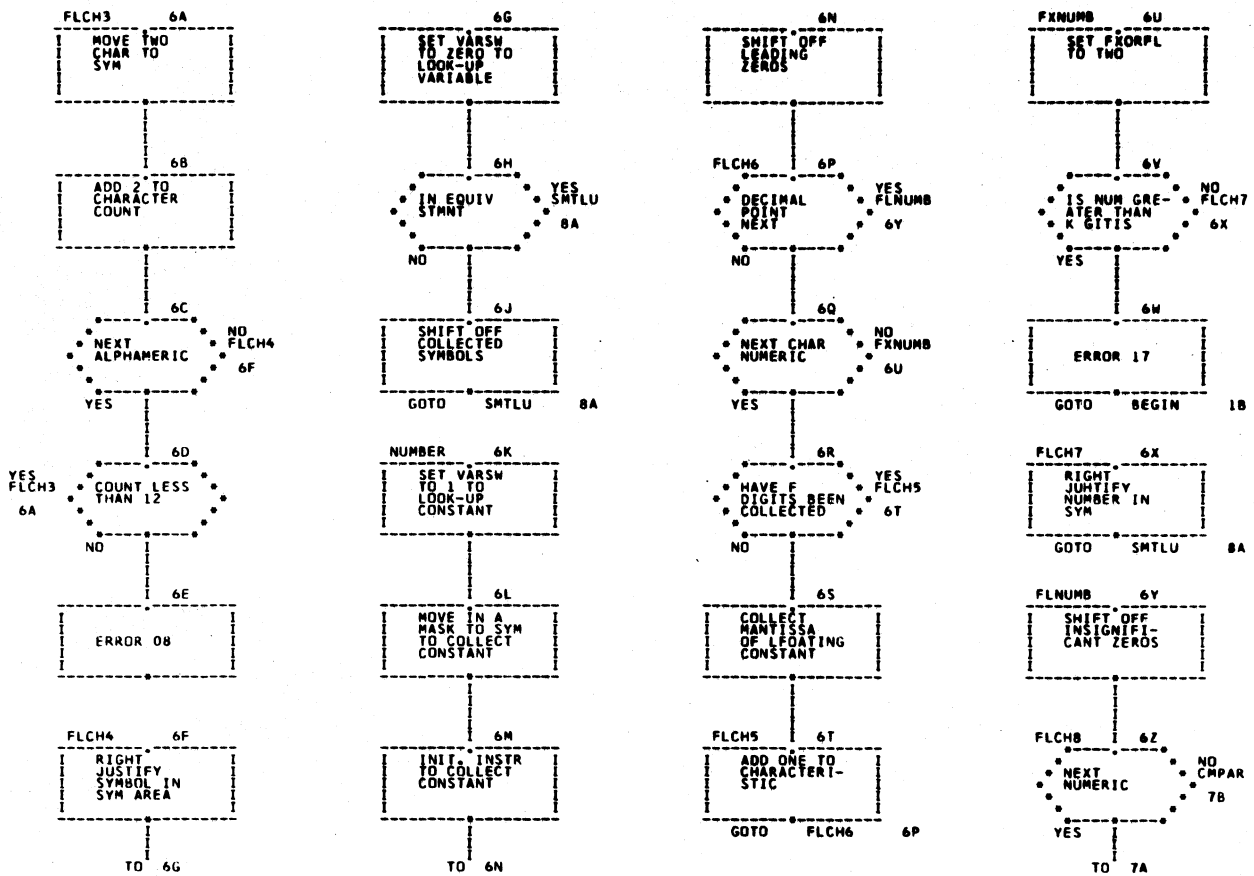 FLCH3 6A
MOVE TWO
CHAR TO
SYM
6B
ADD 2 TO
CHARACTER
COUNT
6C
NEXT
ALPHAMERIC
NO
FLCH4
6F
YES
6D
YES
FLCH3
6A
COUNT LESS
THAN 12
NO
6E
ERROR 08
FLCH4 6F
RIGHT
JUSTIFY
SYMBOL IN
SYM AREA
TO 6G
6G
SET VARSW
TO ZERO TO
LOOK-UP
VARIABLE
6H
IN EQUIV
STMNT
YES
SMTLU
8A
NO
6J
SHIFT OFF
COLLECTED
SYMBOLS
GOTO SMTLU 8A
NUMBER 6K
SET VARSW
TO 1 TO
LOOK-UP
CONSTANT
6L
MOVE IN A
MASK TO SYM
TO COLLECT
CONSTANT
6M
INIT. INSTR
TO COLLECT
CONSTANT
TO 6N
6N
SHIFT OFF
LEADING
ZEROS
FLCH6 6P
DECIMAL
POINT
NEXT
YES
FLNUMB
6Y
NO
6Q
NEXT CHAR
NUMERIC
NO
FXNUMB
6U
YES
6R
HAVE F
DIGITS BEEN
COLLECTED
YES
FLCH5
6T
NO
6S
COLLECT
MANTISSA
OF LFOATING
CONSTANT
FLCH5 6T
ADD ONE TO
CHARACTERI-
STIC
GOTO FLCH6 6P
FXNUMB 6U
SET FXORFL
TO TWO
6V
IS NUM GRE-
ATER THAN
K GITIS
NO
FLCH7
6X
YES
6W
ERROR 17
GOTO BEGIN 1B
FLCH7 6X
RIGHT
JUHTIFY
NUMBER IN
SYM
GOTO SMTLU 8A
FLNUMB 6Y
SHIFT OFF
INSIGNIFI-
CANT ZEROS
FLCH8 6Z
NEXT
NUMERIC
NO
CMPAR
7B
YES
TO 7A